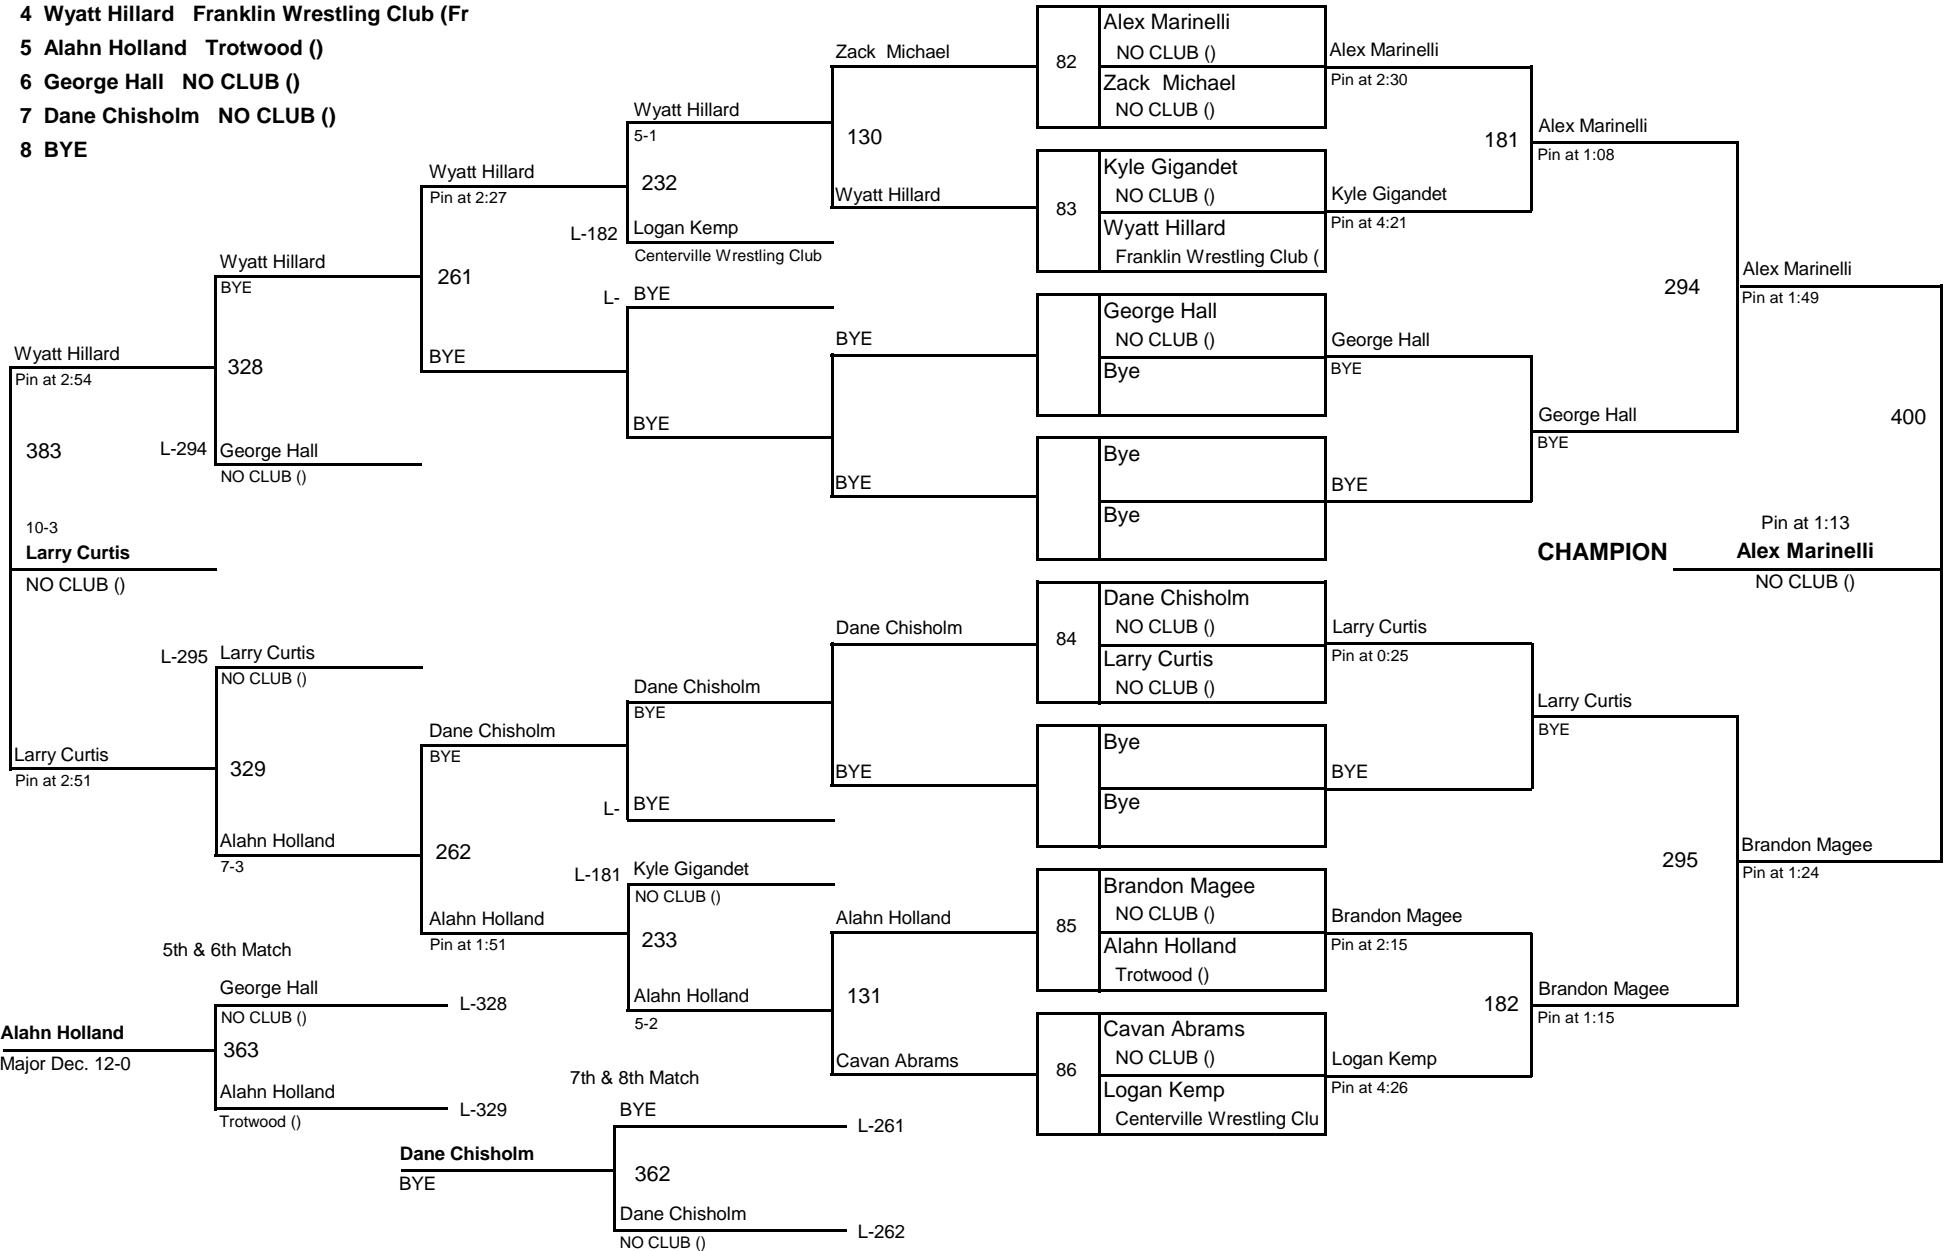 4 Wyatt Hillard Franklin Wrestling Club (Fr
5 Alahn Holland Trotwood ()
6 George Hall NO CLUB ()
7 Dane Chisholm NO CLUB ()
8 BYE
Wyatt Hillard
Pin at 2:54
383
10-3
Larry Curtis
NO CLUB ()
Larry Curtis
Pin at 2:51
Wyatt Hillard
BYE
328
L-294
George Hall
NO CLUB ()
L-295
Larry Curtis
NO CLUB ()
329
Alahn Holland
7-3
5th & 6th Match
George Hall
L-328
NO CLUB ()
Alahn Holland
363
Major Dec. 12-0
Alahn Holland
L-329
Trotwood ()
Wyatt Hillard
Pin at 2:27
261
BYE
Dane Chisholm
BYE
262
Alahn Holland
Pin at 1:51
Wyatt Hillard
5-1
232
L-182
Logan Kemp
Centerville Wrestling Club
L-
BYE
BYE
Dane Chisholm
BYE
L-
BYE
L-181
Kyle Gigandet
NO CLUB ()
233
Alahn Holland
5-2
7th & 8th Match
BYE
L-261
Dane Chisholm
BYE
362
Dane Chisholm
L-262
NO CLUB ()
Zack Michael
130
Wyatt Hillard
BYE
BYE
Dane Chisholm
BYE
Alahn Holland
131
Cavan Abrams
82
Alex Marinelli
NO CLUB ()
Zack Michael
NO CLUB ()
83
Kyle Gigandet
NO CLUB ()
Wyatt Hillard
Franklin Wrestling Club (
George Hall
NO CLUB ()
Bye
Bye
Bye
84
Dane Chisholm
NO CLUB ()
Larry Curtis
NO CLUB ()
Bye
Bye
85
Brandon Magee
NO CLUB ()
Alahn Holland
Trotwood ()
86
Cavan Abrams
NO CLUB ()
Logan Kemp
Centerville Wrestling Clu
Alex Marinelli
Pin at 2:30
181
Kyle Gigandet
Pin at 4:21
George Hall
BYE
BYE
Larry Curtis
Pin at 0:25
BYE
Brandon Magee
Pin at 2:15
182
Logan Kemp
Pin at 4:26
Alex Marinelli
Pin at 1:08
294
George Hall
BYE
Larry Curtis
BYE
295
Brandon Magee
Pin at 1:15
Alex Marinelli
Pin at 1:49
400
Pin at 1:13
CHAMPION Alex Marinelli
NO CLUB ()
Brandon Magee
Pin at 1:24